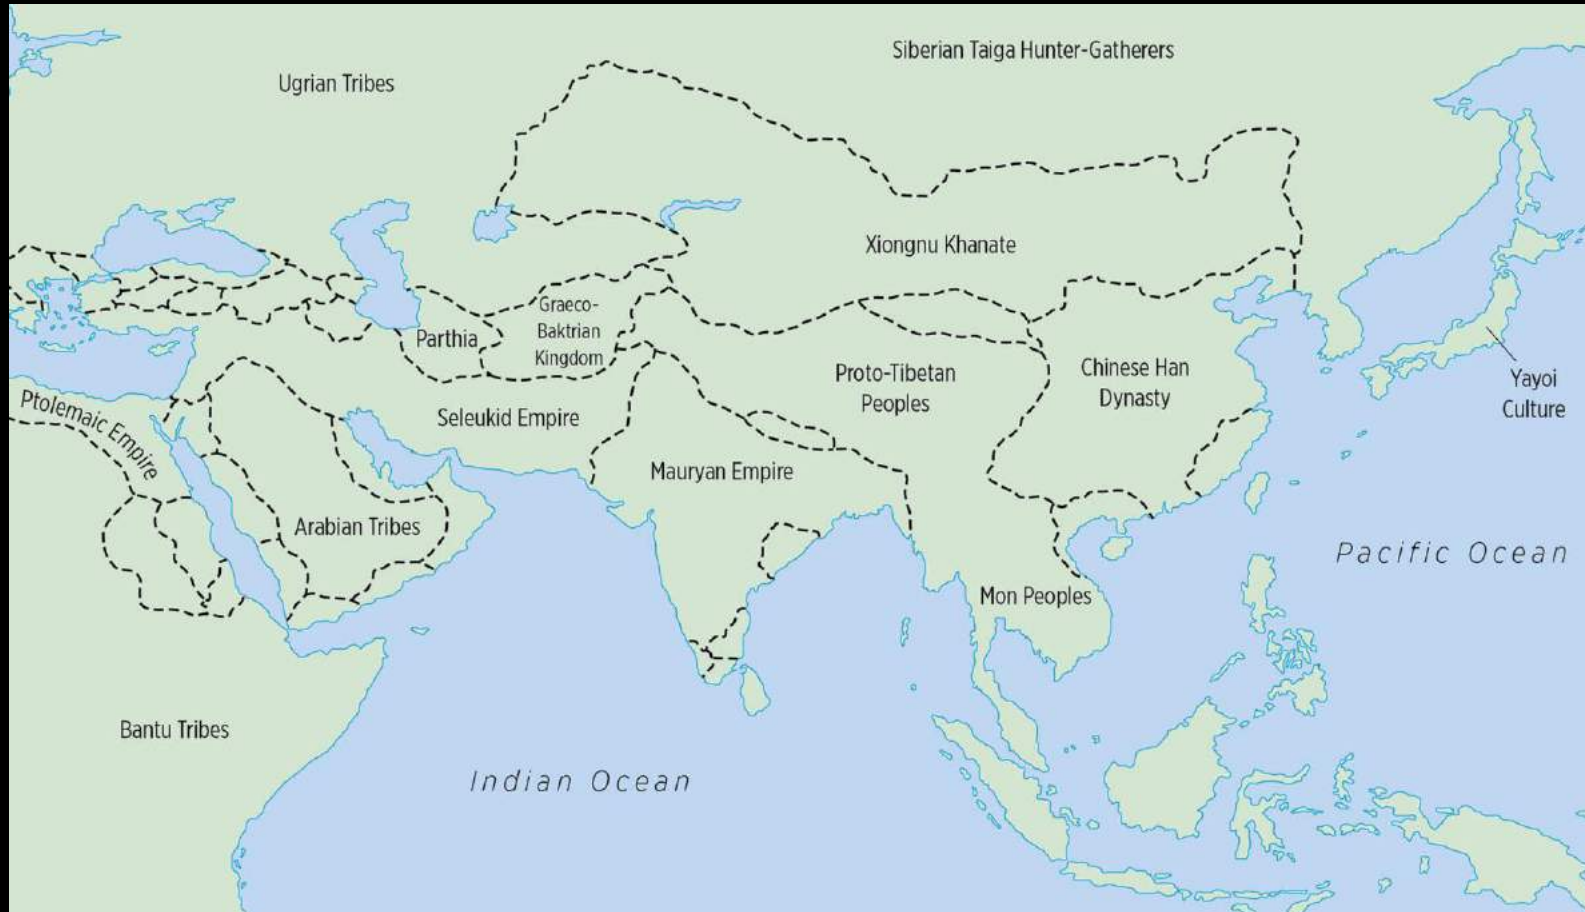 Siberian Taiga Hunter-Gatherers
Ugrian Tribes
Xiongnu Khanate
Graeco-
Baktrian
Kingdom
Parthia
Proto-Tibetan
Peoples
Chinese Han
Dynasty
Yayoi
Culture
Ptolemaic Empire
Seleukid Empire
Mauryan Empire
Arabian Tribes
Pacific Ocean
Mon Peoples
Bantu Tribes
Indian Ocean